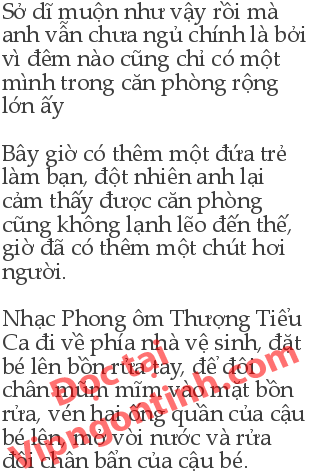 Sở dĩ muộn như vậy rồi mà
anh vẫn chưa ngủ chính là bởi
vì đêm nào cũng chỉ có một
mình trong căn phòng rộng
lớn ấy
Bây giờ có thêm một đứa trẻ
làm bạn, đột nhiên anh lại
cảm thấy được căn phòng
cũng không lạnh lẽo đến thế,
giờ đã có thêm một chút hơi
người.
Nhạc Phong ôm Thượng Tiểu
Ca đi về phía nhà vệ sinh, đặt
bé lên bồn rửa tay, để đôi
chân mũm mĩm vào mặt bồn
rửa, vén hai ống quần của cậu
bé lên, mở vòi nước và rửa
đôi chân bẩn của cậu bé.
Đọc tại
Vipngontinh.com